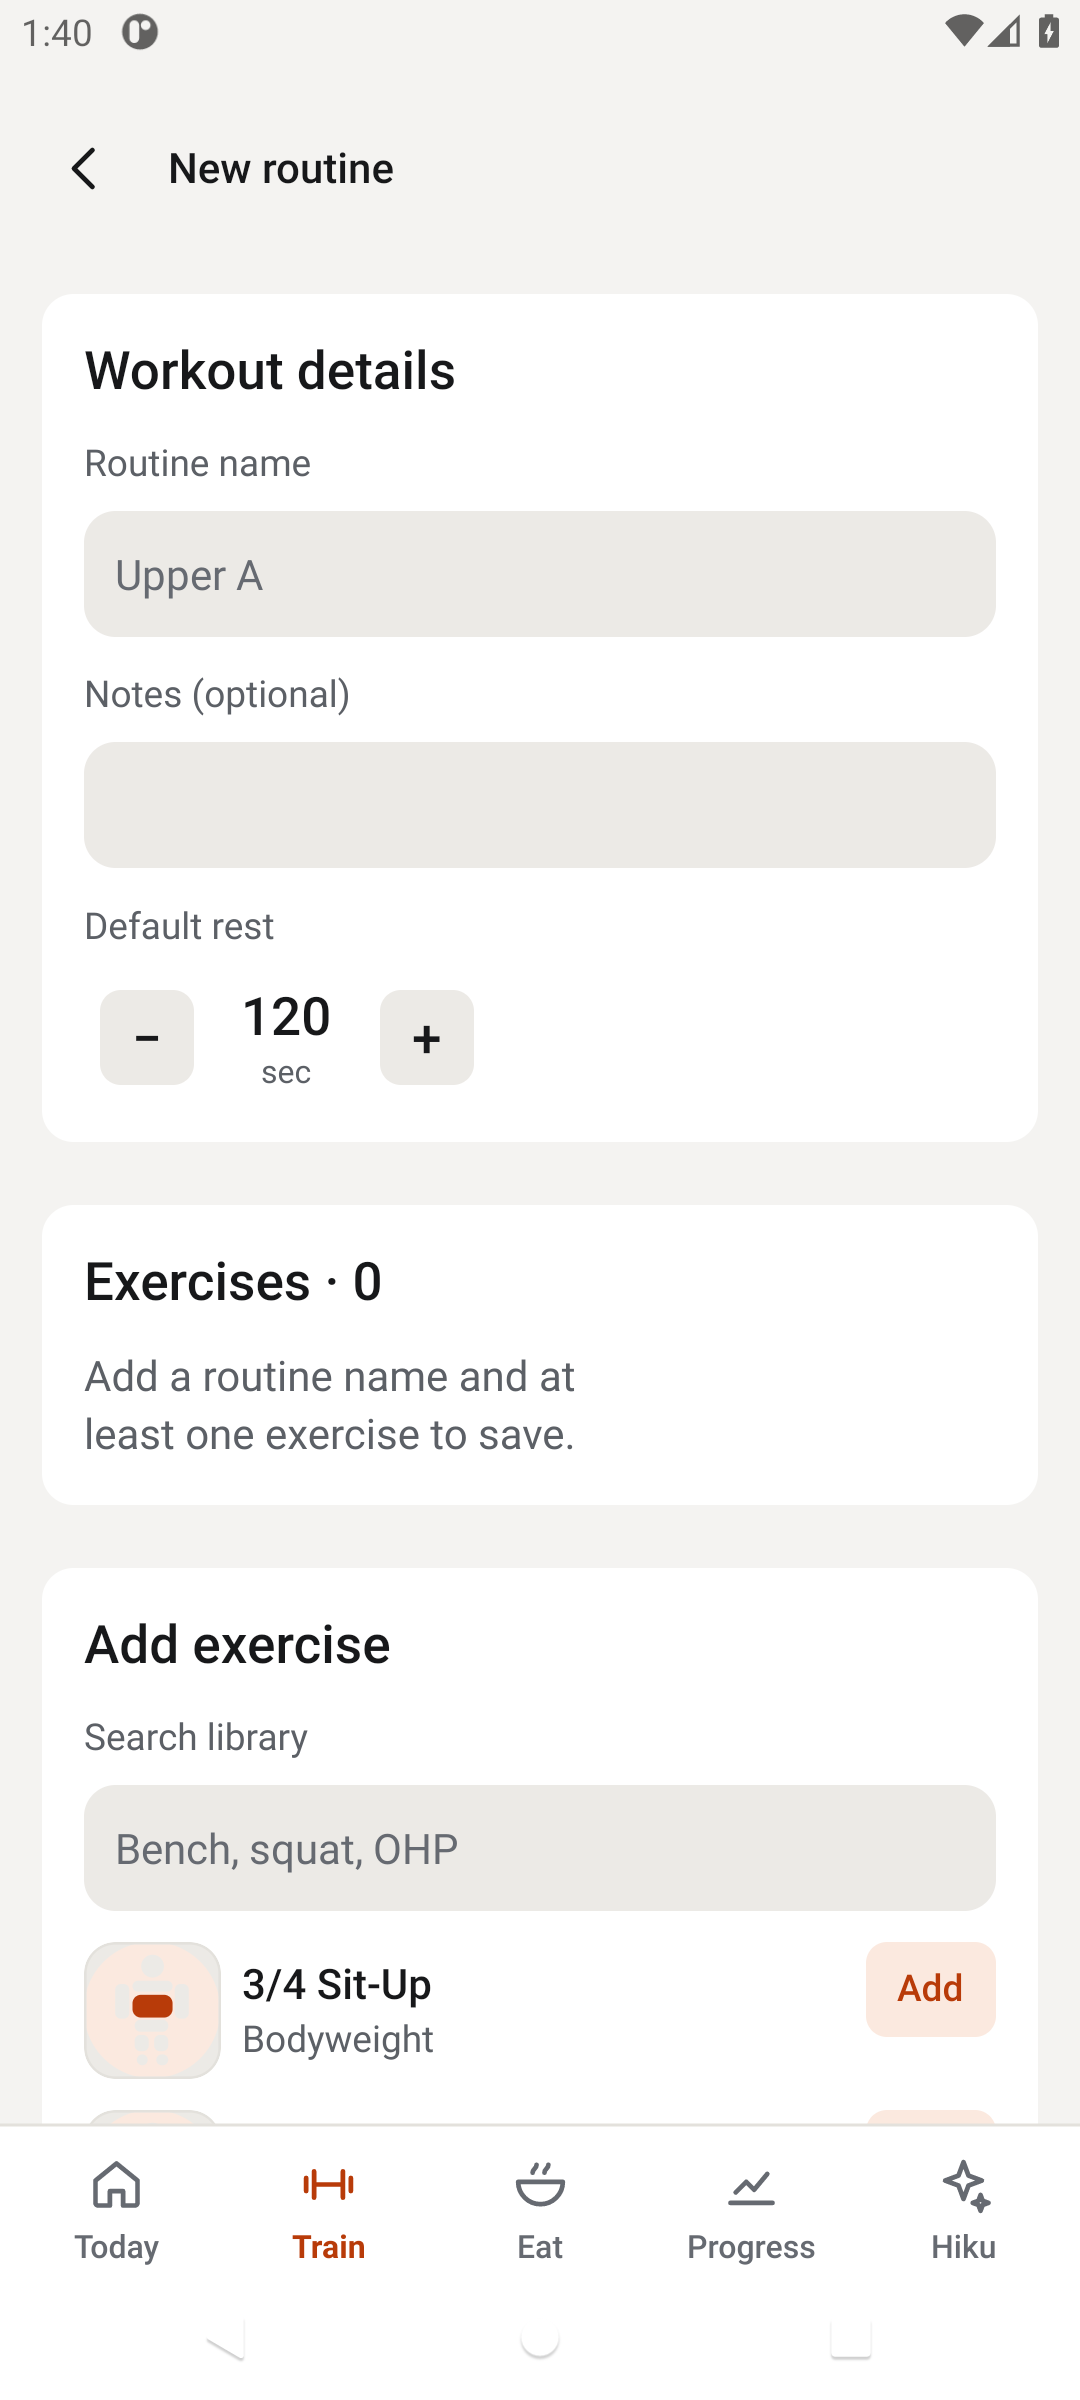 1:40
New routine
Workout details
Routine name
Upper A
Notes (optional)
Default rest
− 120 +
sec
Exercises · 0
Add a routine name and at
least one exercise to save.
Add exercise
Search library
Bench, squat, OHP
3/4 Sit-Up
Add
Bodyweight
Today Train Eat Progress Hiku